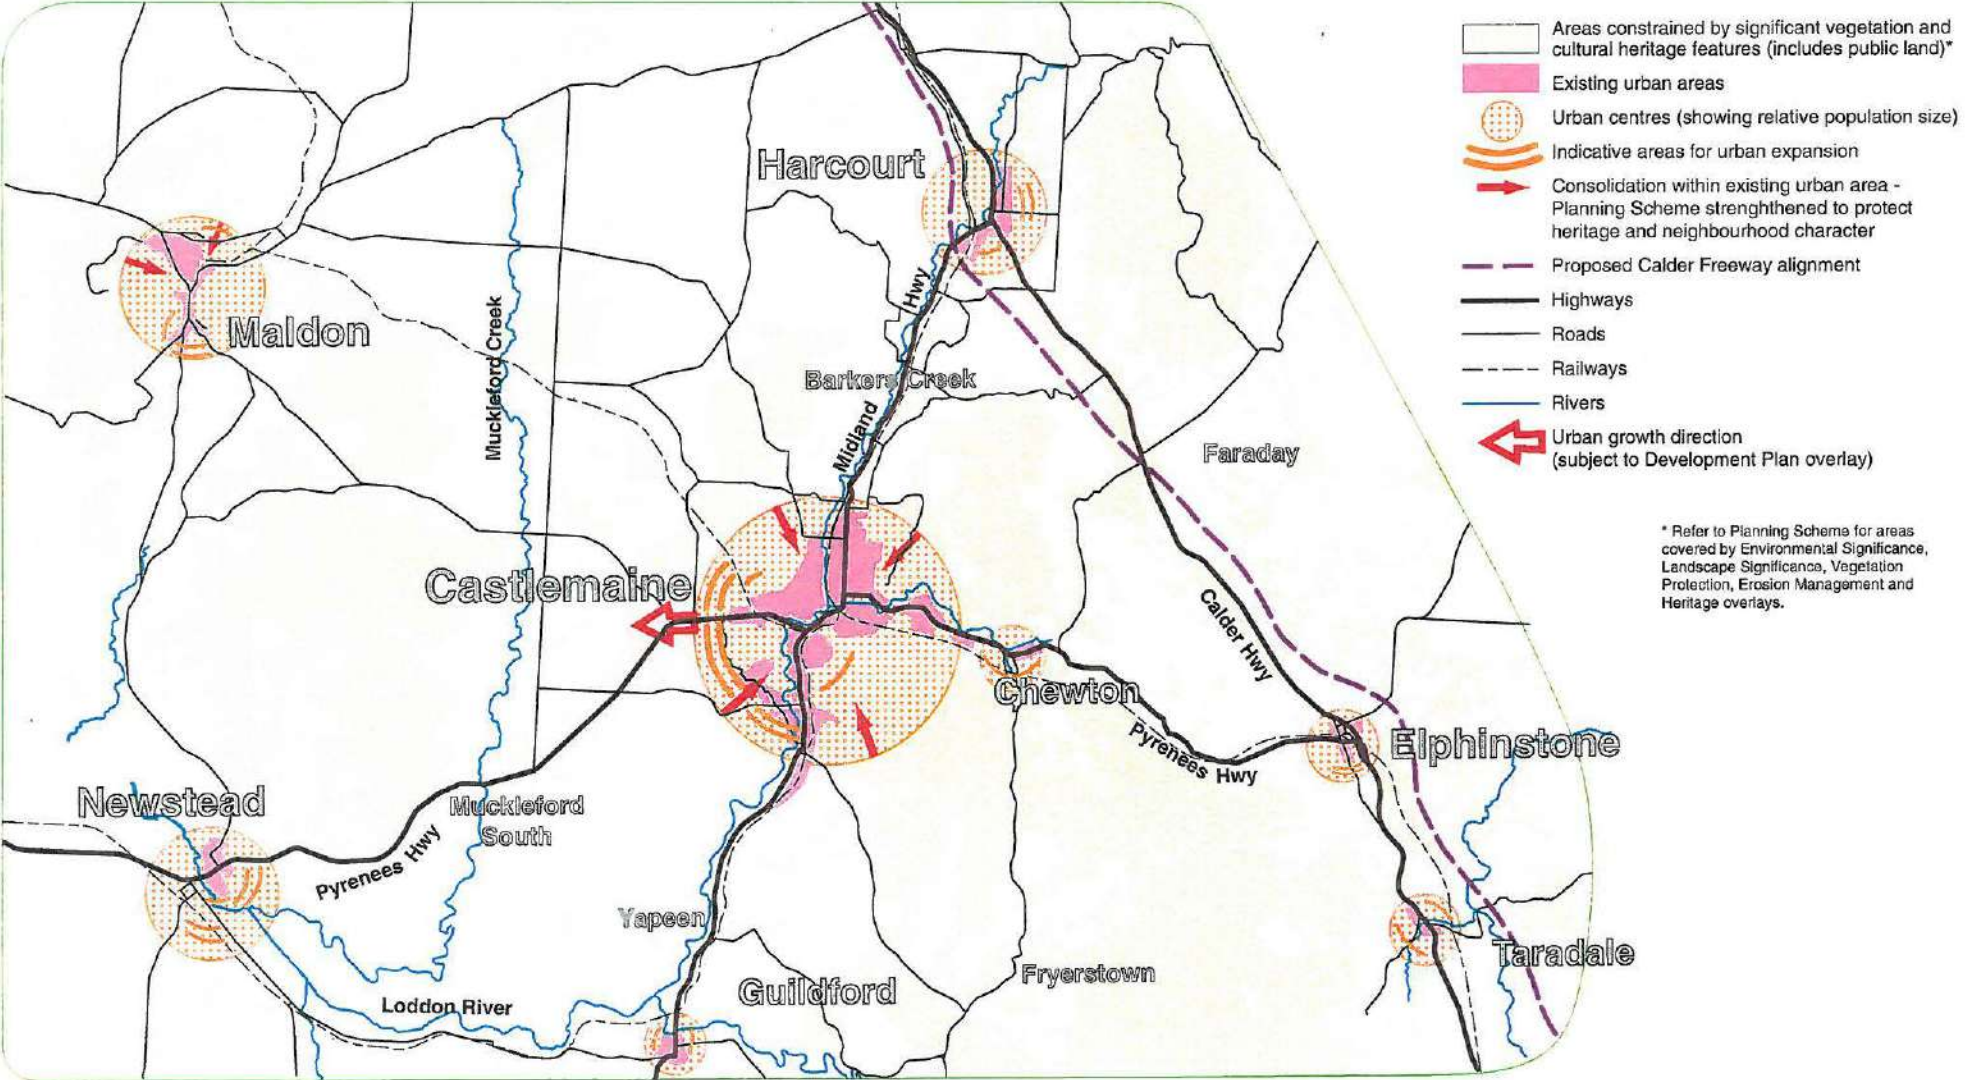 Areas constrained by significant vegetation and
cultural heritage features (includes public land)*
Existing urban areas
Urban centres (showing relative population size)
Indicative areas for urban expansion
Consolidation within existing urban area -
Planning Scheme strenghthened to protect
heritage and neighbourhood character
Proposed Calder Freeway alignment
Highways
Roads
Railways
Rivers
Urban growth direction
(subject to Development Plan overlay)
* Refer to Planning Scheme for areas
covered by Environmental Significance,
Landscape Significance, Vegetation
Protection, Erosion Management and
Heritage overlays.
Harcourt
Maldon
Muckleford Creek
Midland Hwy
Barkers Creek
Faraday
Castlemaine
Calder Hwy
Chewton
Pyrenees Hwy
Elphinstone
Newstead
Muckleford
South
Pyrenees Hwy
Yapeen
Taradale
Guildford
Fryerstown
Loddon River